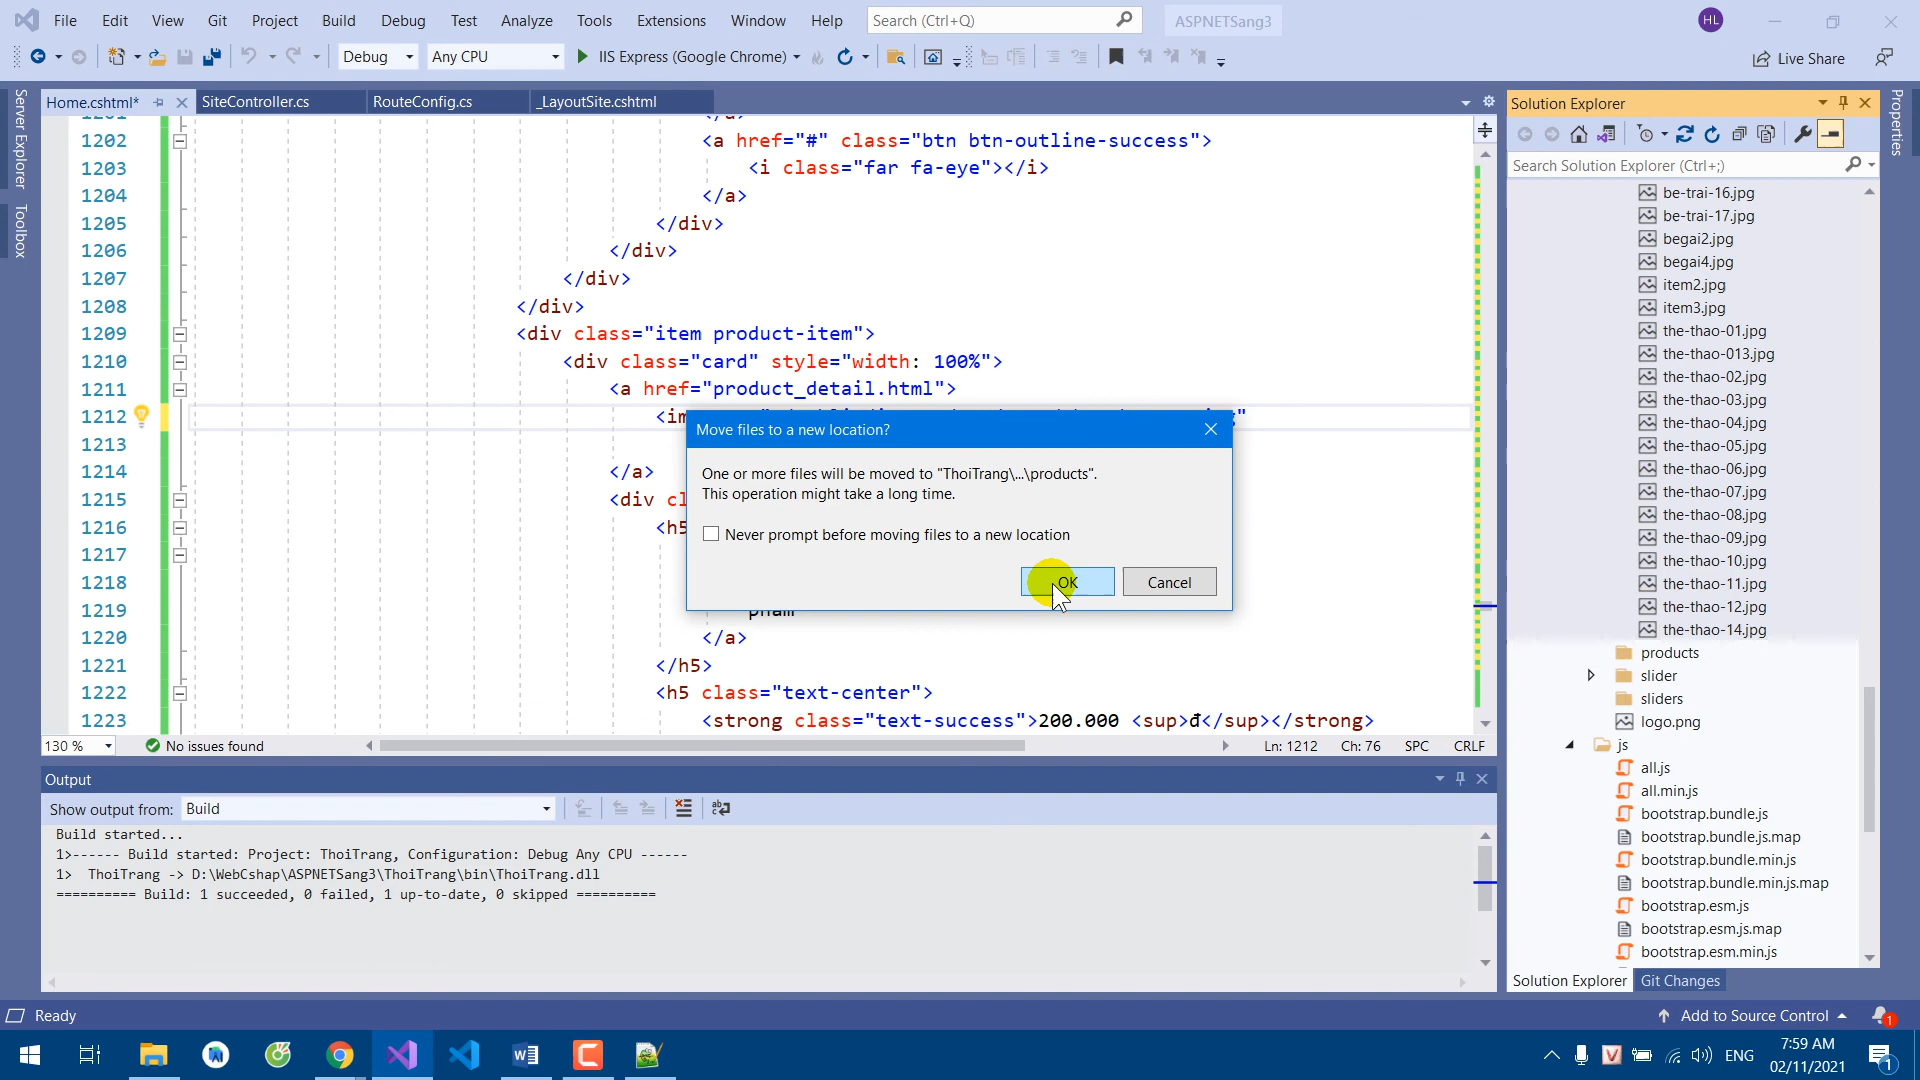 File Edit View Git Project Build Debug Test Analyze Tools Extensions Window Help Search (Ctrl+Q) ASPNETSang3 HL
Debug Any CPU IIS Express (Google Chrome) Live Share
Server Explorer
Toolbox
Home.cshtml* SiteController.cs RouteConfig.cs _LayoutSite.cshtml
1202 <a href="#" class="btn btn-outline-success">
1203 <i class="far fa-eye"></i>
1204 </a>
1205 </div>
1206 </div>
1207 </div>
1208 </div>
1209 <div class="item product-item">
1210 <div class="card" style="width: 100%">
1211 <a href="product_detail.html">
1212 <im
1213
1214 </a>
1215 <div cl
1216 <h5
1217
1218
1219
1220 </a>
1221 </h5>
1222 <h5 class="text-center">
1223 <strong class="text-success">200.000 <sup>đ</sup></strong>
Move files to a new location?
One or more files will be moved to "ThoiTrang\...\products".
This operation might take a long time.
Never prompt before moving files to a new location
OK Cancel
130 % No issues found Ln: 1212 Ch: 76 SPC CRLF
Output
Show output from: Build
Build started...
1>------ Build started: Project: ThoiTrang, Configuration: Debug Any CPU ------
1>  ThoiTrang -> D:\WebCshap\ASPNETSang3\ThoiTrang\bin\ThoiTrang.dll
========== Build: 1 succeeded, 0 failed, 1 up-to-date, 0 skipped ==========
Solution Explorer
Search Solution Explorer (Ctrl+;)
be-trai-16.jpg
be-trai-17.jpg
begai2.jpg
begai4.jpg
item2.jpg
item3.jpg
the-thao-01.jpg
the-thao-013.jpg
the-thao-02.jpg
the-thao-03.jpg
the-thao-04.jpg
the-thao-05.jpg
the-thao-06.jpg
the-thao-07.jpg
the-thao-08.jpg
the-thao-09.jpg
the-thao-10.jpg
the-thao-11.jpg
the-thao-12.jpg
the-thao-14.jpg
products
slider
sliders
logo.png
js
all.js
all.min.js
bootstrap.bundle.js
bootstrap.bundle.js.map
bootstrap.bundle.min.js
bootstrap.bundle.min.js.map
bootstrap.esm.js
bootstrap.esm.js.map
bootstrap.esm.min.js
Solution Explorer Git Changes
Properties
Ready Add to Source Control 1
ENG 7:59 AM
02/11/2021 1